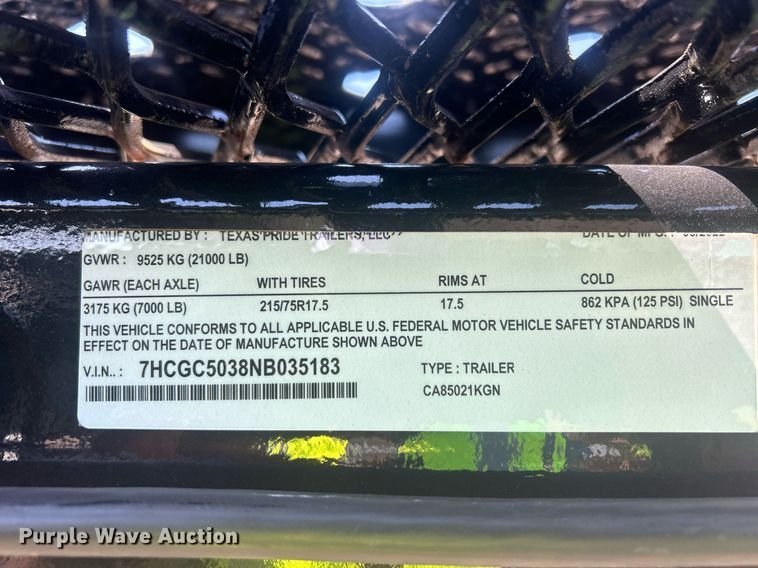 MANUFACTURED BY : TEXAS PRIDE TRAILERS, LLC DATE OF MFG. :
GVWR : 9525 KG (21000 LB)
GAWR (EACH AXLE) WITH TIRES RIMS AT COLD
3175 KG (7000 LB) 215/75R17.5 17.5 862 KPA (125 PSI) SINGLE
THIS VEHICLE CONFORMS TO ALL APPLICABLE U.S. FEDERAL MOTOR VEHICLE SAFETY STANDARDS IN
EFFECT ON THE DATE OF MANUFACTURE SHOWN ABOVE
V.I.N.. : 7HCGC5038NB035183 TYPE : TRAILER
CA85021KGN
Purple Wave Auction